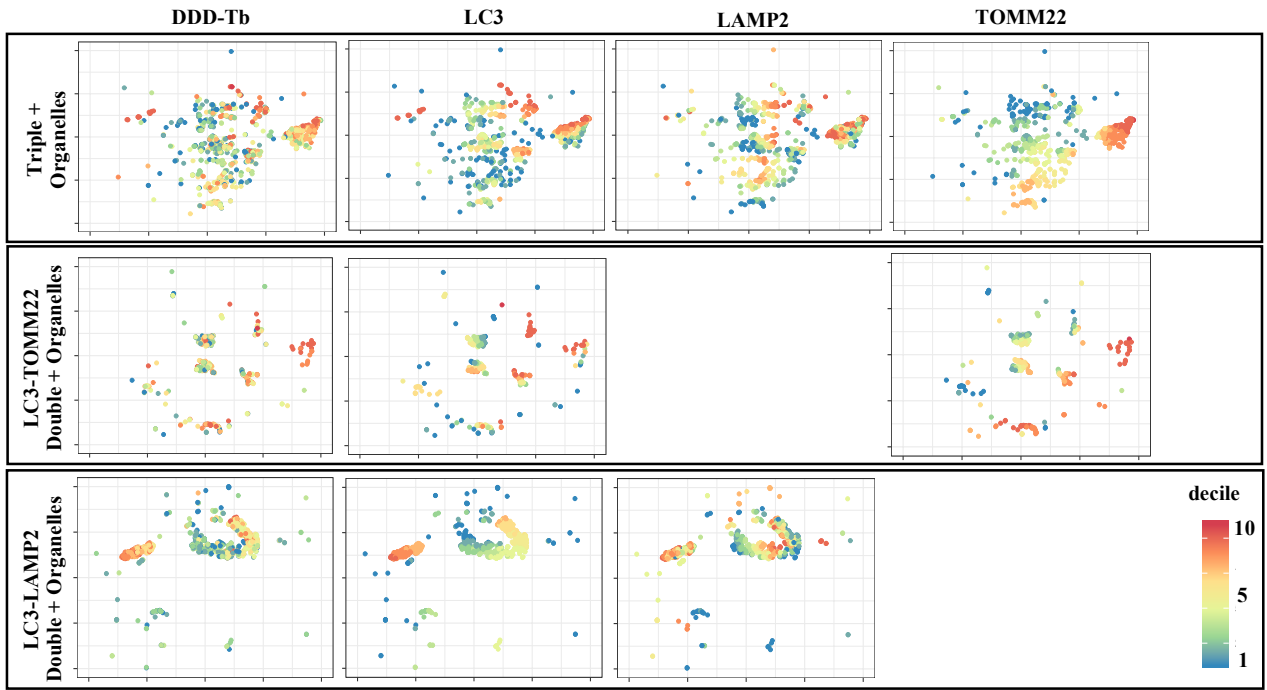 DDD-Tb LC3 LAMP2 TOMM22
Triple +
Organelles
LC3-TOMM22
Double + Organelles
LC3-LAMP2
Double + Organelles
decile
10
5
1